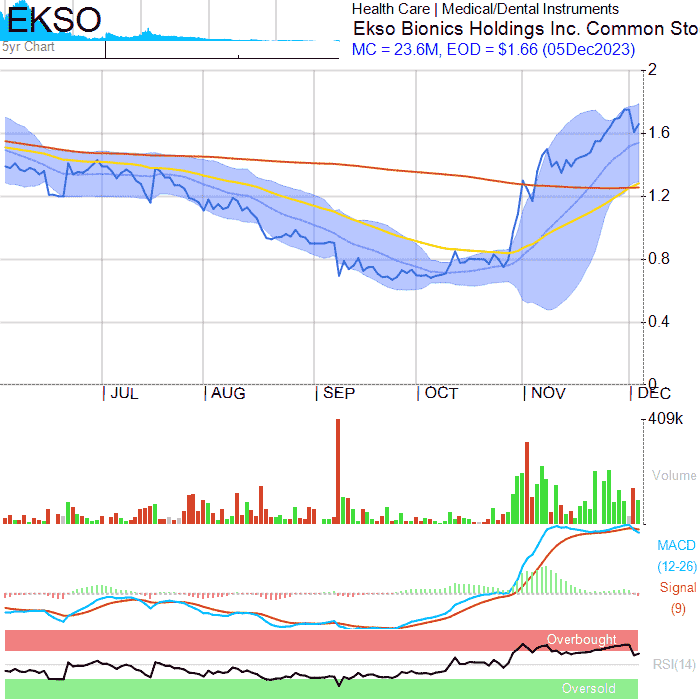 EKSO
Health Care | Medical/Dental Instruments
Ekso Bionics Holdings Inc. Common Sto
5yr Chart
MC = 23.6M, EOD = $1.66 (05Dec2023)
2
1.6
1.2
0.8
0.4
0
JUL AUG SEP OCT NOV DEC
409k
Volume
MACD
(12-26)
Signal
(9)
Overbought
RSI(14)
Oversold